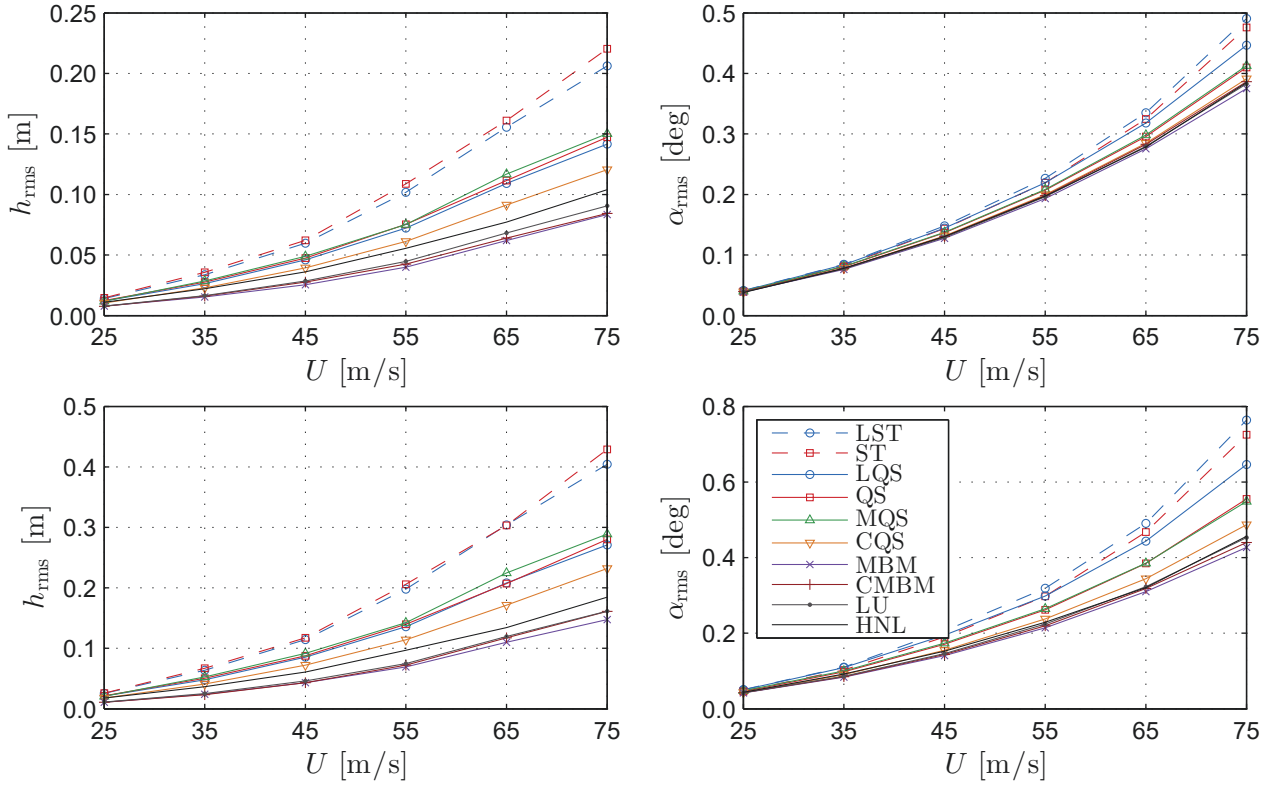 0.25
0.20
0.15
0.10
0.05
0.00
h_rms [m]
25 35 45 55 65 75
U [m/s]
0.5
0.4
0.3
0.2
0.1
0.0
α_rms [deg]
25 35 45 55 65 75
U [m/s]
0.5
0.4
0.3
0.2
0.1
0.0
h_rms [m]
25 35 45 55 65 75
U [m/s]
0.8
0.6
0.4
0.2
0.0
α_rms [deg]
25 35 45 55 65 75
U [m/s]
LST
ST
LQS
QS
MQS
CQS
MBM
CMBM
LU
HNL